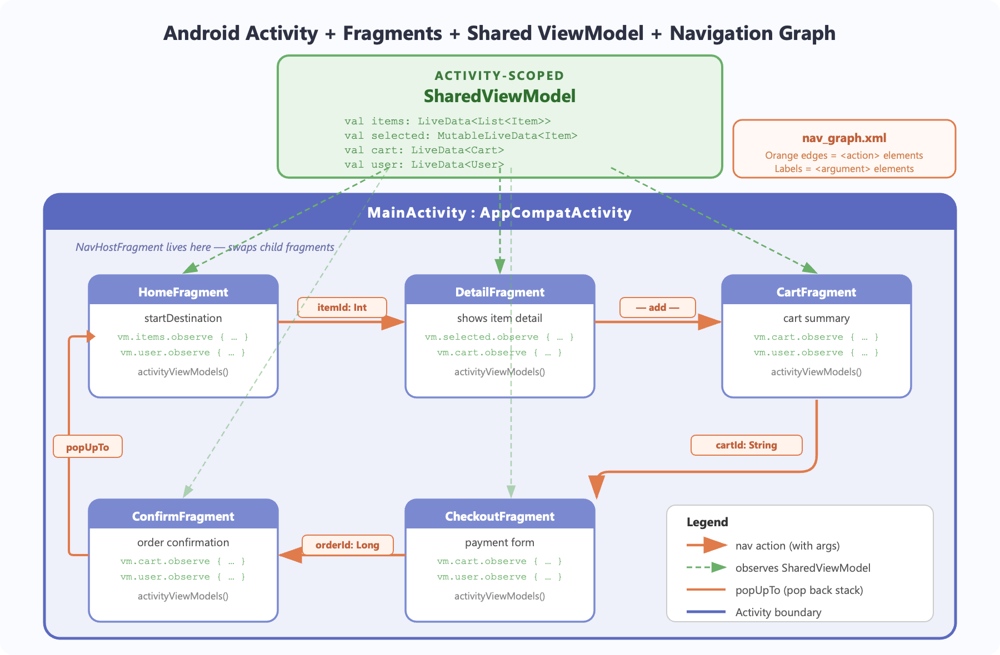 Android Activity + Fragments + Shared ViewModel + Navigation Graph
ACTIVITY-SCOPED
SharedViewModel
val items: LiveData<List<Item>>
val selected: MutableLiveData<Item>
val cart: LiveData<Cart>
val user: LiveData<User>
nav_graph.xml
Orange edges = <action> elements
Labels = <argument> elements
MainActivity : AppCompatActivity
NavHostFragment lives here — swaps child fragments
HomeFragment
startDestination
vm.items.observe { … }
vm.user.observe { … }
activityViewModels()
itemId: Int
DetailFragment
shows item detail
vm.selected.observe { … }
vm.cart.observe { … }
activityViewModels()
— add —
CartFragment
cart summary
vm.cart.observe { … }
vm.user.observe { … }
activityViewModels()
popUpTo
cartId: String
ConfirmFragment
order confirmation
vm.cart.observe { … }
vm.user.observe { … }
activityViewModels()
orderId: Long
CheckoutFragment
payment form
vm.cart.observe { … }
vm.user.observe { … }
activityViewModels()
Legend
nav action (with args)
observes SharedViewModel
popUpTo (pop back stack)
Activity boundary